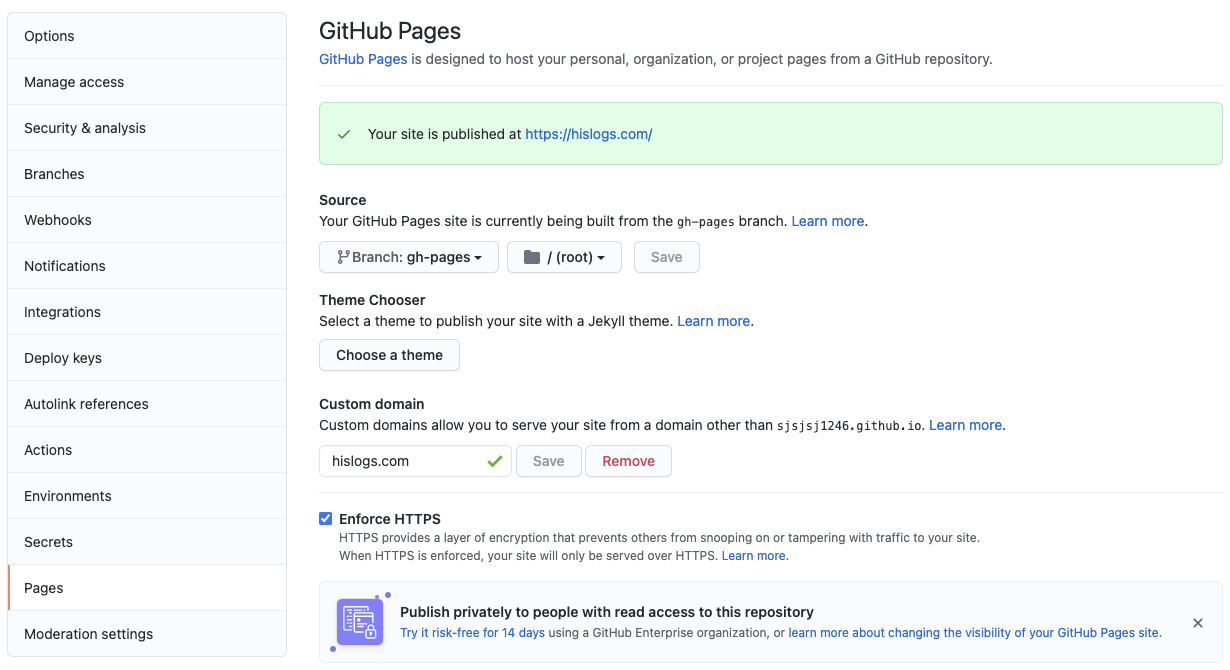 Options
Manage access
Security & analysis
Branches
Webhooks
Notifications
Integrations
Deploy keys
Autolink references
Actions
Environments
Secrets
Pages
Moderation settings
GitHub Pages
GitHub Pages is designed to host your personal, organization, or project pages from a GitHub repository.
Your site is published at https://hislogs.com/
Source
Your GitHub Pages site is currently being built from the gh-pages branch. Learn more.
Branch: gh-pages / (root) Save
Theme Chooser
Select a theme to publish your site with a Jekyll theme. Learn more.
Choose a theme
Custom domain
Custom domains allow you to serve your site from a domain other than sjsjsj1246.github.io. Learn more.
hislogs.com Save Remove
Enforce HTTPS
HTTPS provides a layer of encryption that prevents others from snooping on or tampering with traffic to your site.
When HTTPS is enforced, your site will only be served over HTTPS. Learn more.
Publish privately to people with read access to this repository
Try it risk-free for 14 days using a GitHub Enterprise organization, or learn more about changing the visibility of your GitHub Pages site.